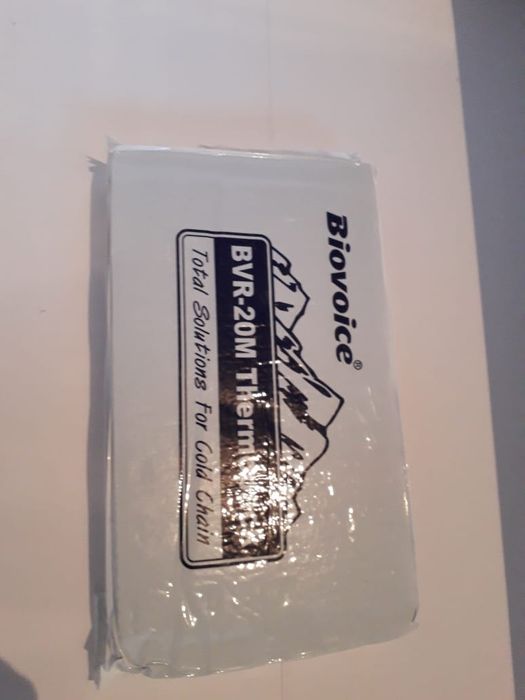 Biovoice®
BVR-20M
Total Solutions For Cold Chain